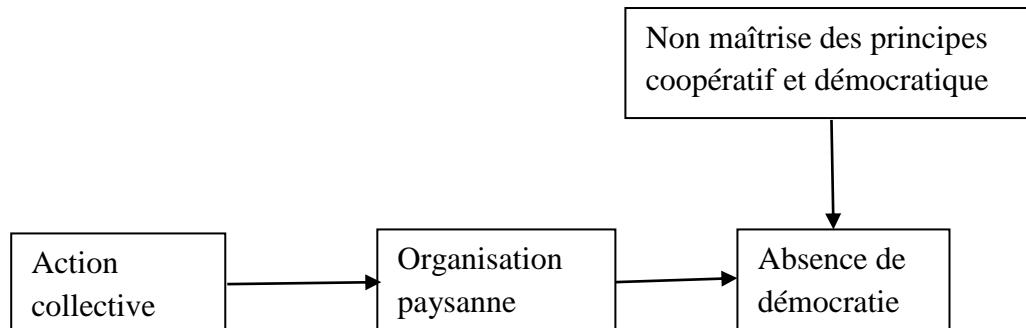 Non maîtrise des principes
coopératif et démocratique
Action
collective
Organisation
paysanne
Absence de
démocratie